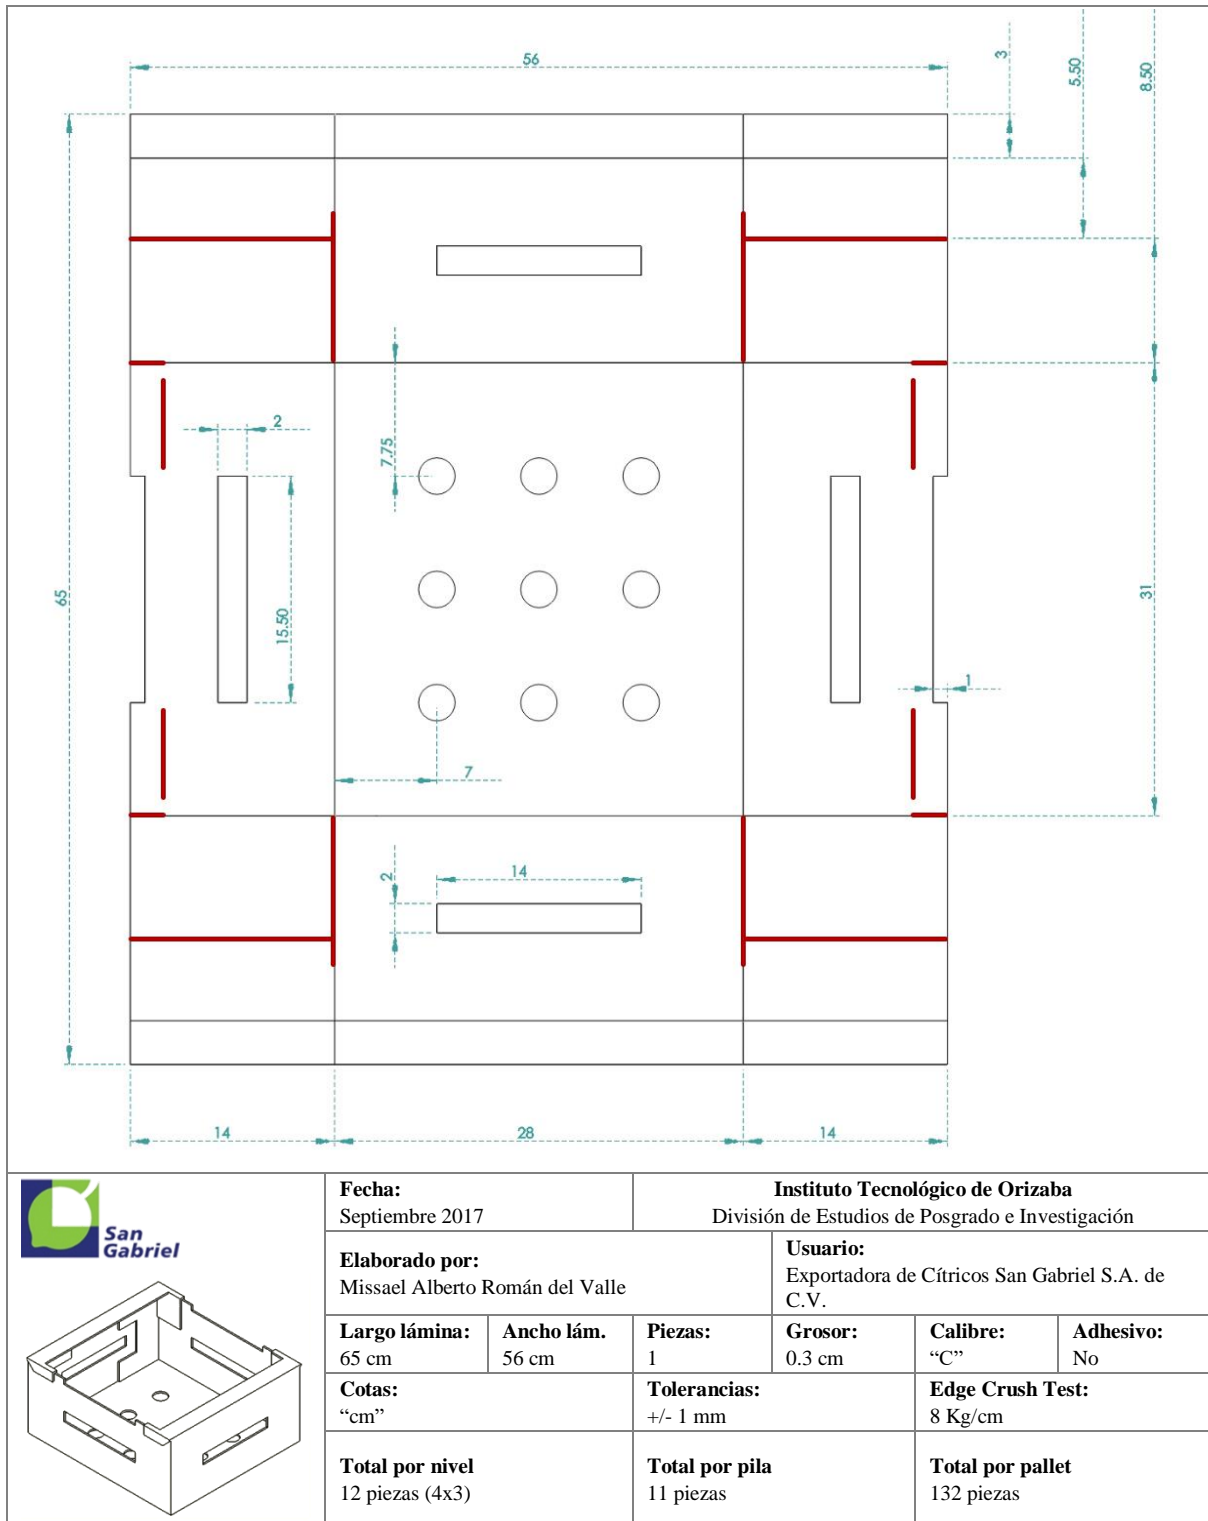 56
3
5.50
8.50
2
7.75
65
15.50
31
1
7
14
2
14
28
14
San
Gabriel
Fecha:
Septiembre 2017
Instituto Tecnológico de Orizaba
División de Estudios de Posgrado e Investigación
Elaborado por:
Missael Alberto Román del Valle
Usuario:
Exportadora de Cítricos San Gabriel S.A. de
C.V.
Largo lámina:
65 cm
Ancho lám.
56 cm
Piezas:
1
Grosor:
0.3 cm
Calibre:
“C”
Adhesivo:
No
Cotas:
“cm”
Tolerancias:
+/- 1 mm
Edge Crush Test:
8 Kg/cm
Total por nivel
12 piezas (4x3)
Total por pila
11 piezas
Total por pallet
132 piezas